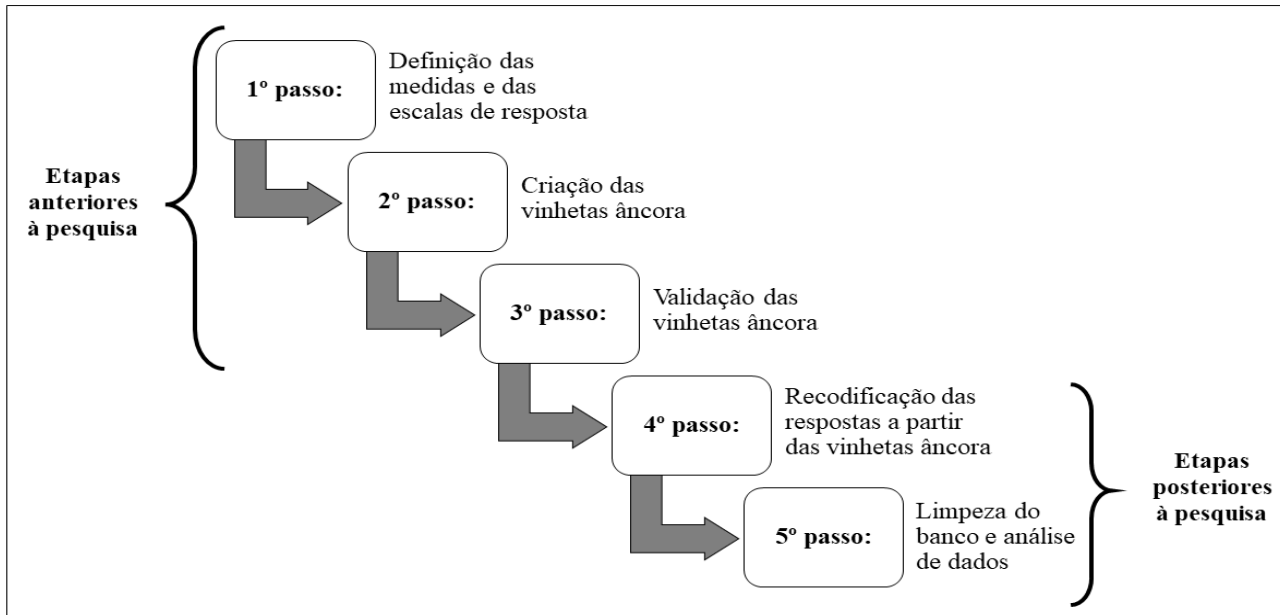 1º passo:
Definição das
medidas e das
escalas de resposta
Etapas
anteriores
à pesquisa
2º passo:
Criação das
vinhetas âncora
3º passo:
Validação das
vinhetas âncora
4º passo:
Recodificação das
respostas a partir
das vinhetas âncora
Etapas
posteriores
à pesquisa
5º passo:
Limpeza do
banco e análise
de dados